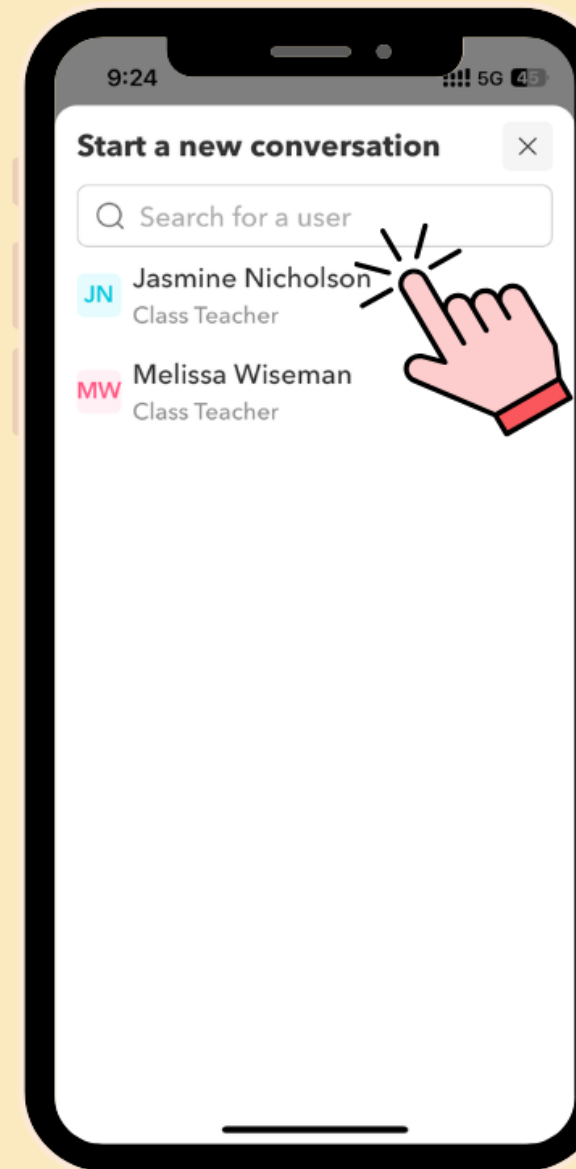 9:24 5G 45
Start a new conversation
Search for a user
JN Jasmine Nicholson
Class Teacher
MW Melissa Wiseman
Class Teacher